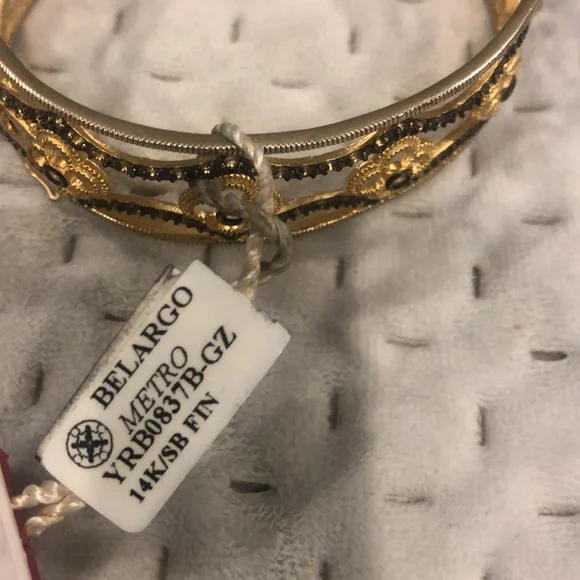 BELARGO
METRO
YRB0837B-GZ
14K/SB FIN